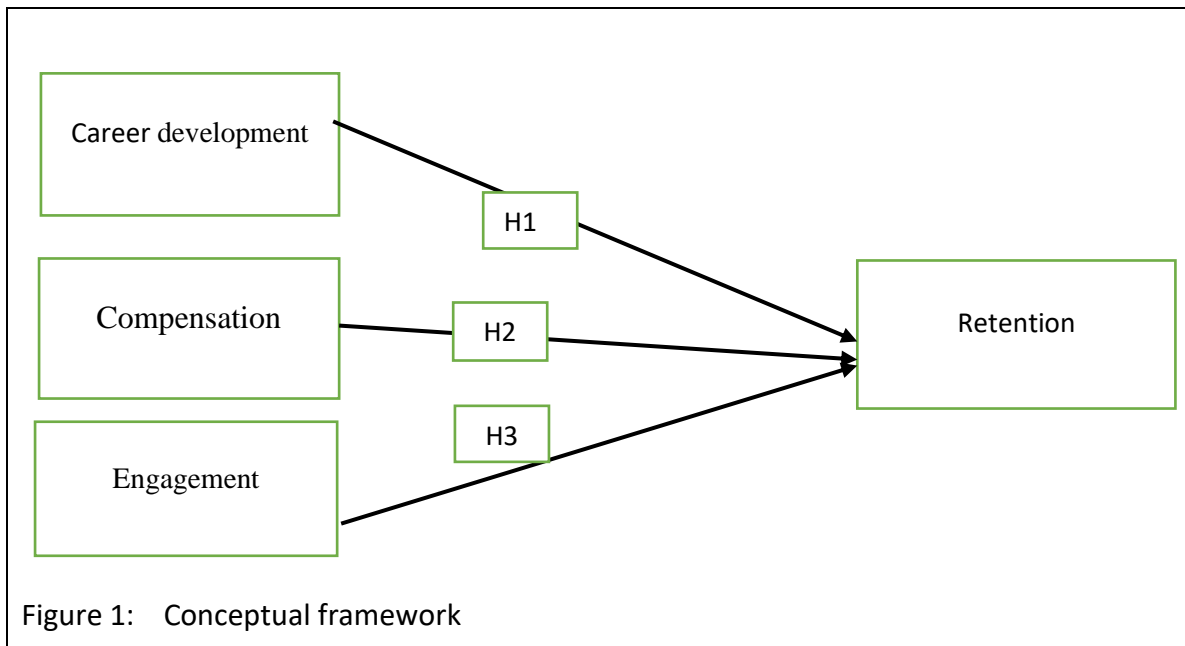 Career development
H1
Compensation
H2
Retention
H3
Engagement
Figure 1: Conceptual framework